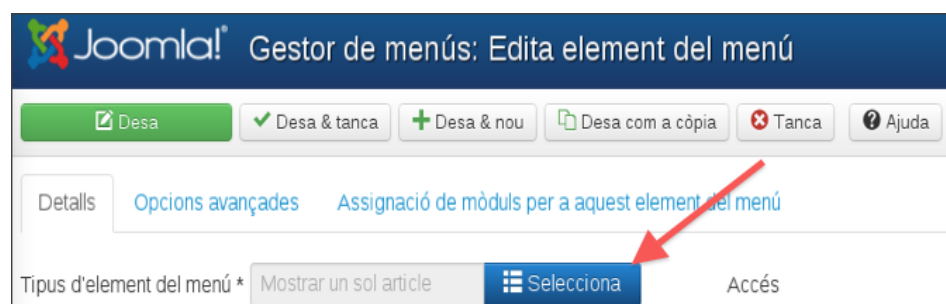 Joomla! Gestor de menús: Edita element del menú
Desa Desa & tanca Desa & nou Desa com a còpia Tanca Ajuda
Detalls Opcions avançades Assignació de mòduls per a aquest element del menú
Tipus d'element del menú * Mostrar un sol article Selecciona Accés